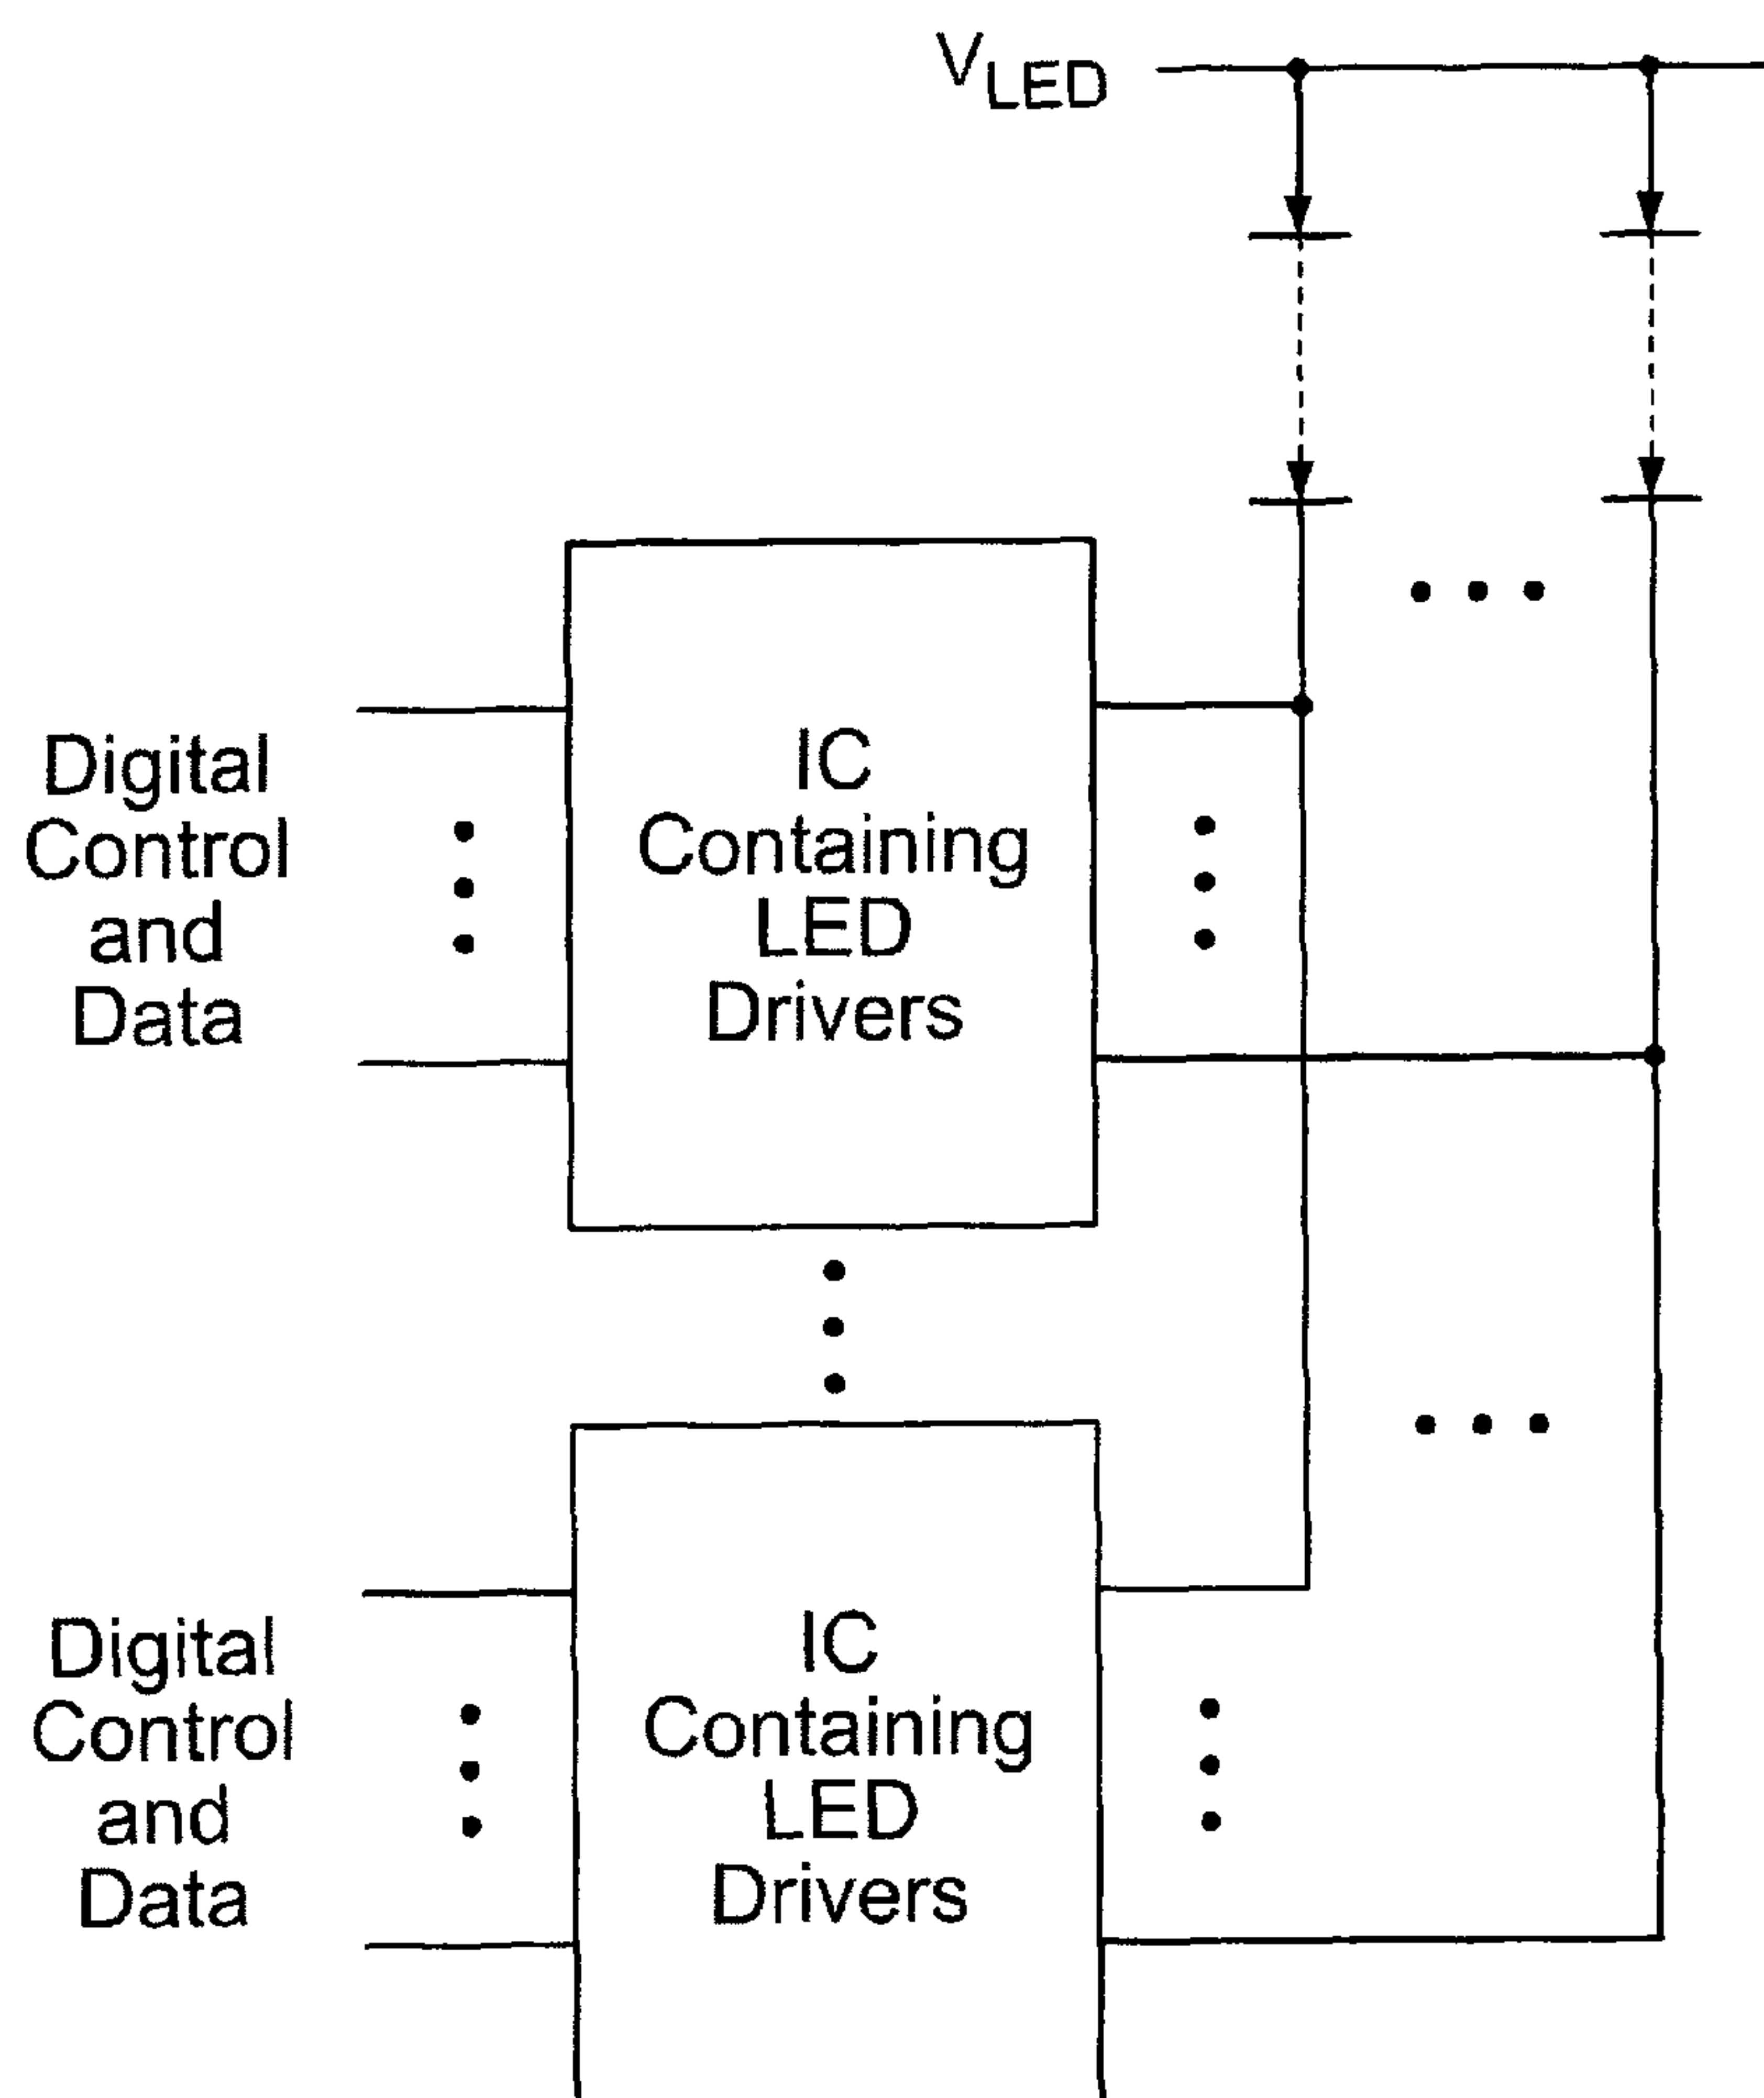 VLED
Digital
Control
and
Data
IC
Containing
LED
Drivers
Digital
Control
and
Data
IC
Containing
LED
Drivers